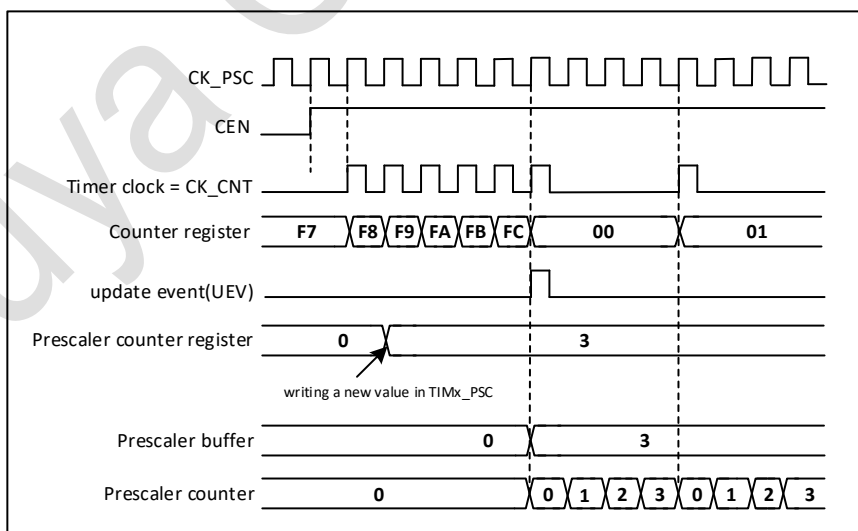 CK_PSC
CEN
Timer clock = CK_CNT
Counter register F7 F8 F9 FA FB FC 00 01
update event(UEV)
Prescaler counter register 0 3
writing a new value in TIMx_PSC
Prescaler buffer 0 3
Prescaler counter 0 0 1 2 3 0 1 2 3